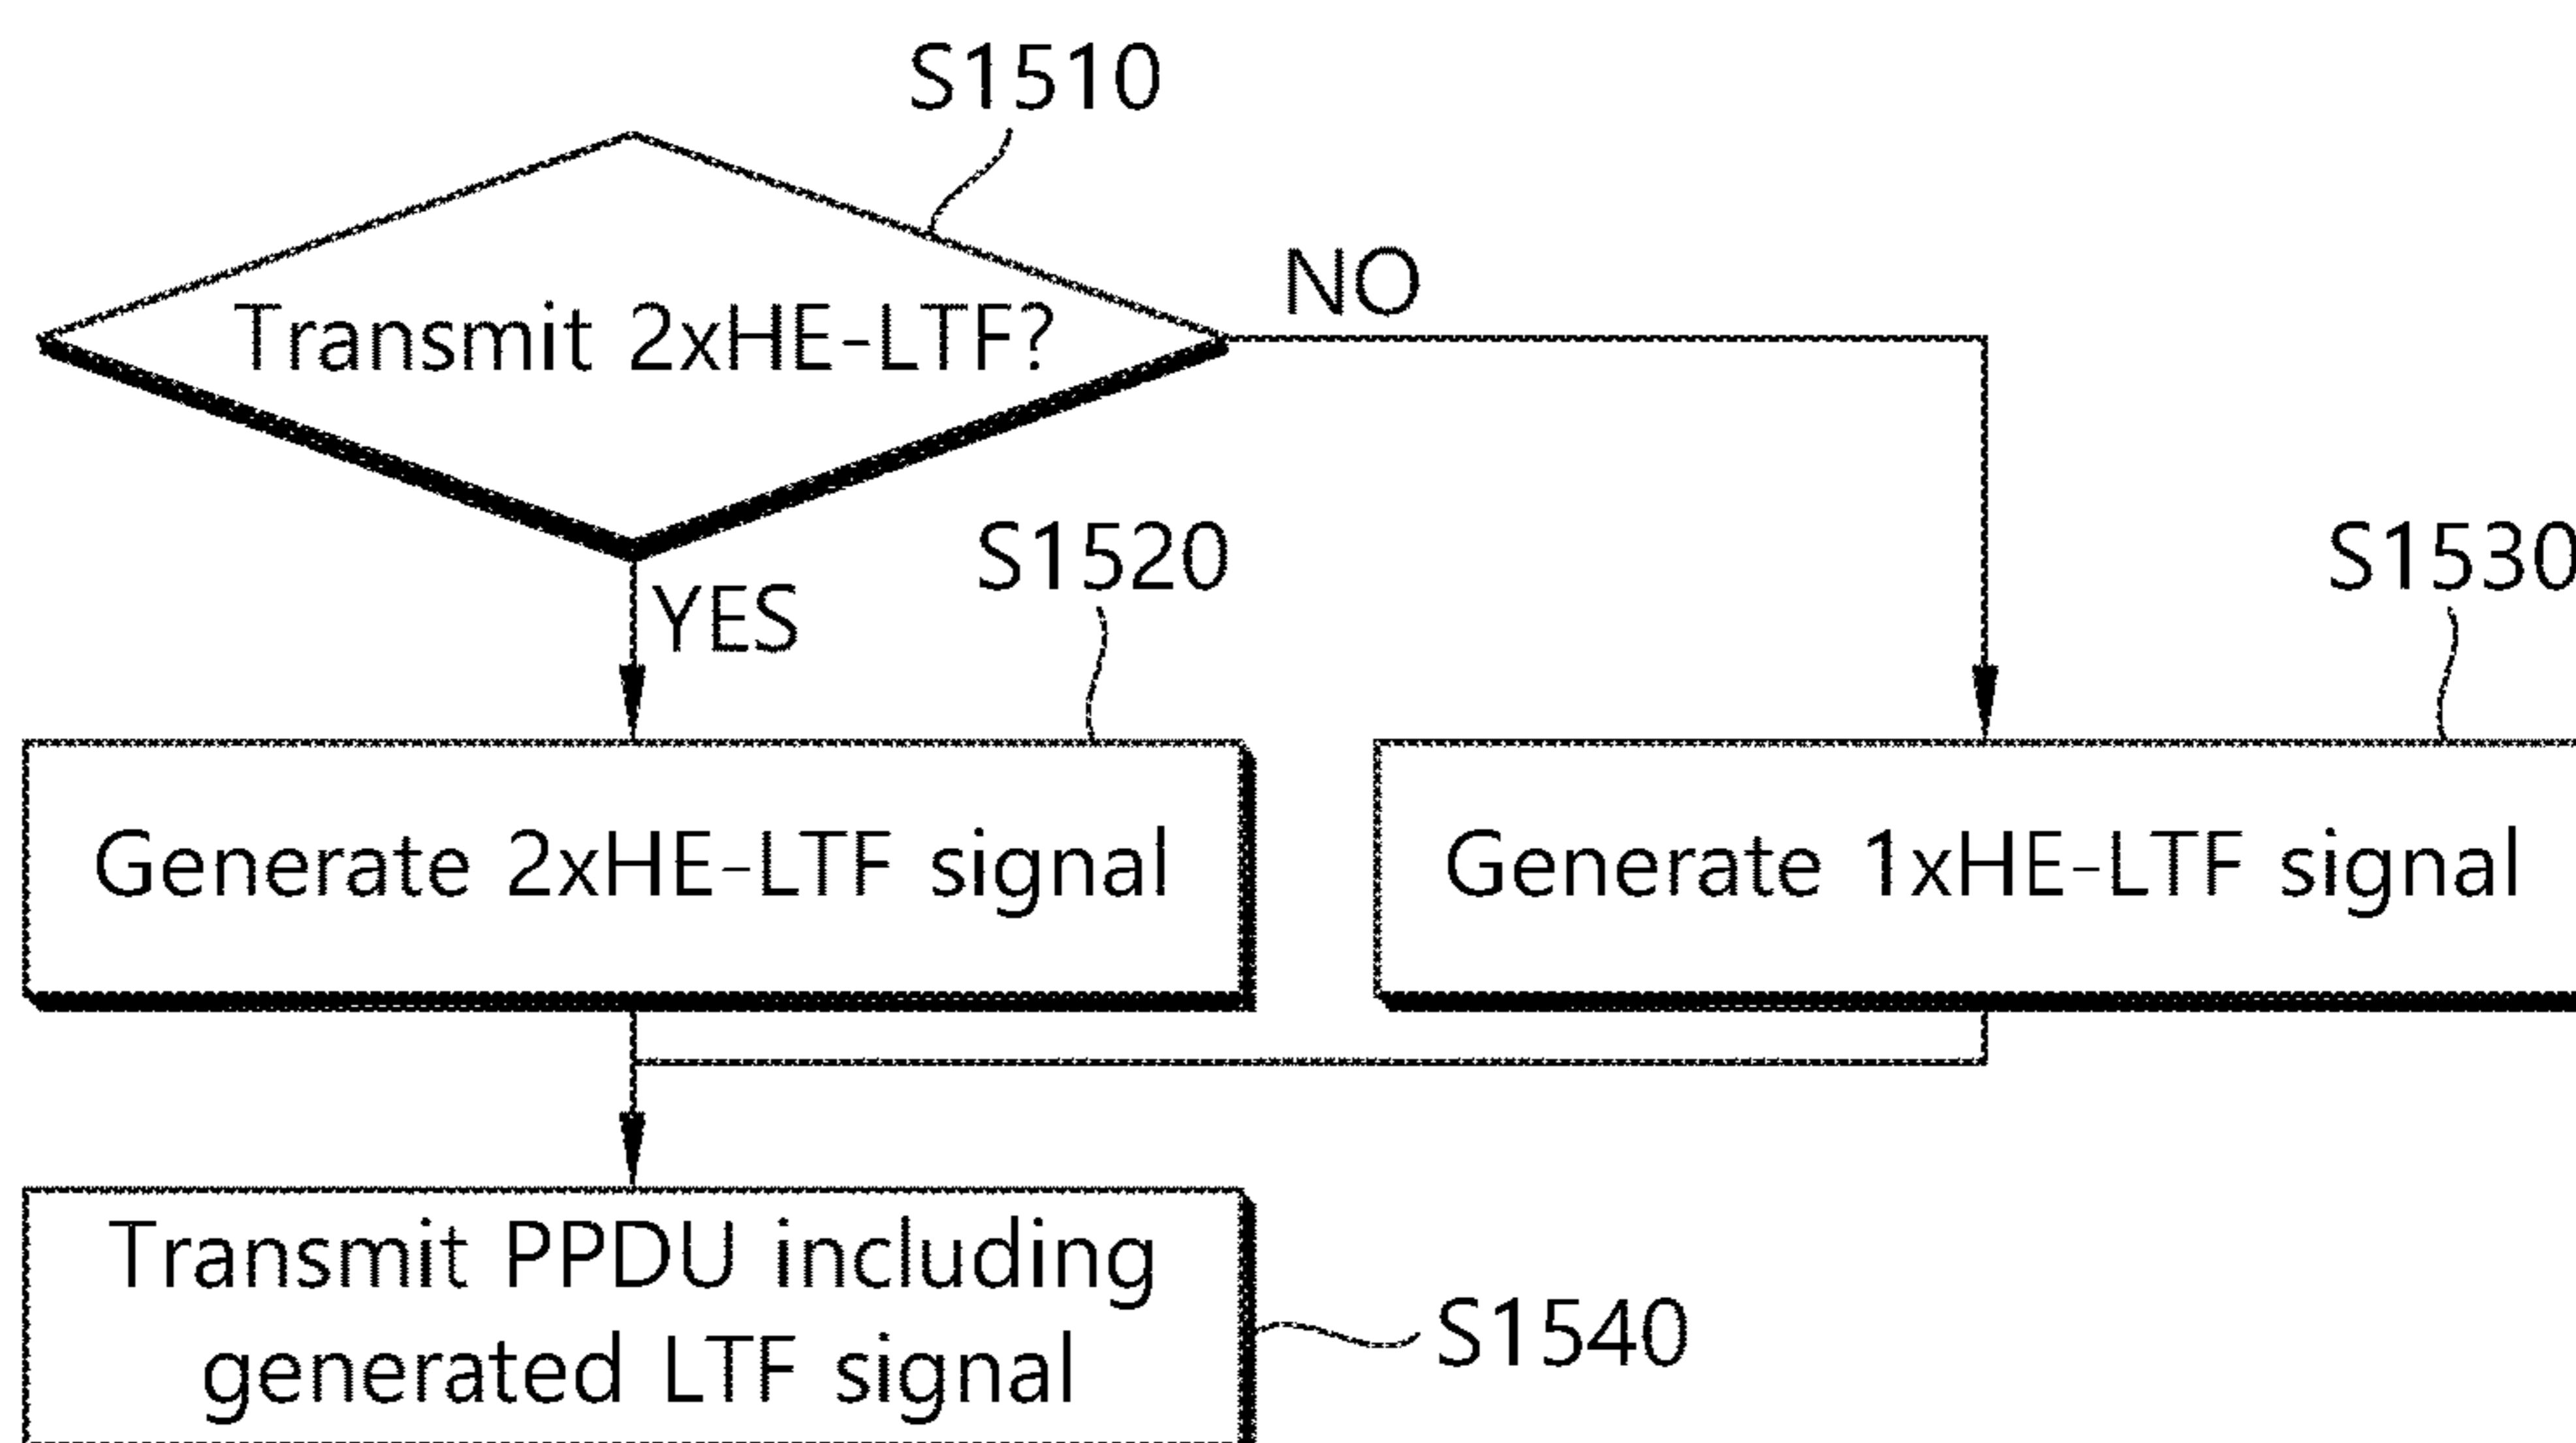 S1510
Transmit 2xHE-LTF?
NO
YES
S1520
S1530
Generate 2xHE-LTF signal
Generate 1xHE-LTF signal
Transmit PPDU including
generated LTF signal
S1540